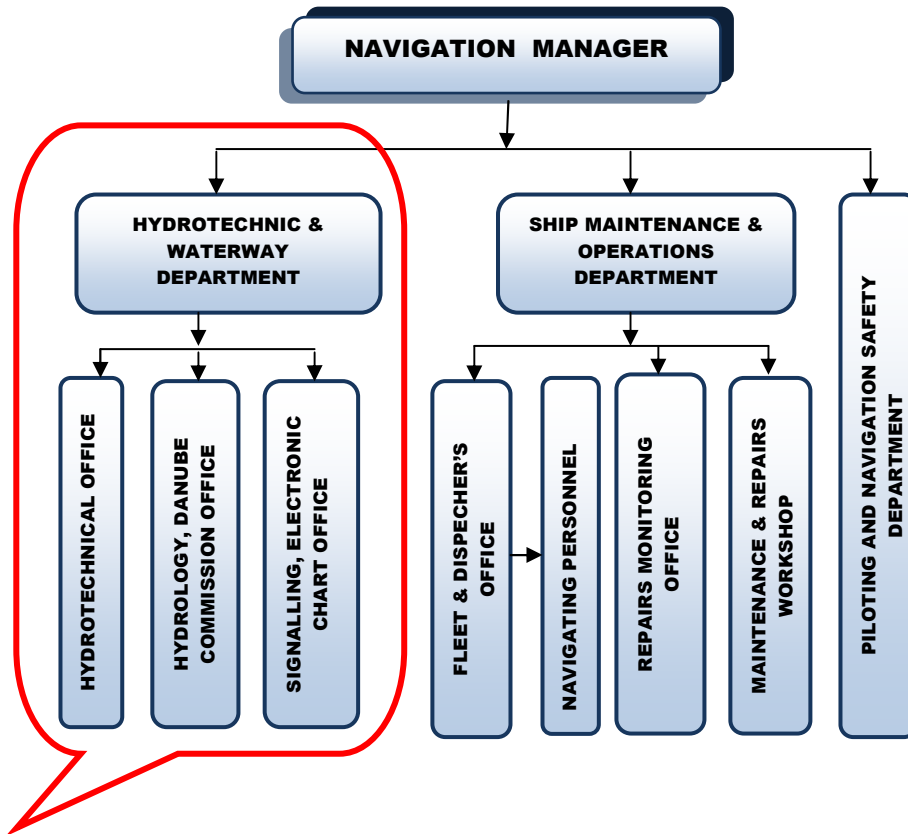 NAVIGATION MANAGER
HYDROTECHNIC &
WATERWAY
DEPARTMENT
SHIP MAINTENANCE &
OPERATIONS
DEPARTMENT
PILOTING AND NAVIGATION SAFETY
DEPARTMENT
HYDROTECHNICAL OFFICE
HYDROLOGY, DANUBE
COMMISSION OFFICE
SIGNALLING, ELECTRONIC
CHART OFFICE
FLEET & DISPECHER’S
OFFICE
NAVIGATING PERSONNEL
REPAIRS MONITORING
OFFICE
MAINTENANCE & REPAIRS
WORKSHOP